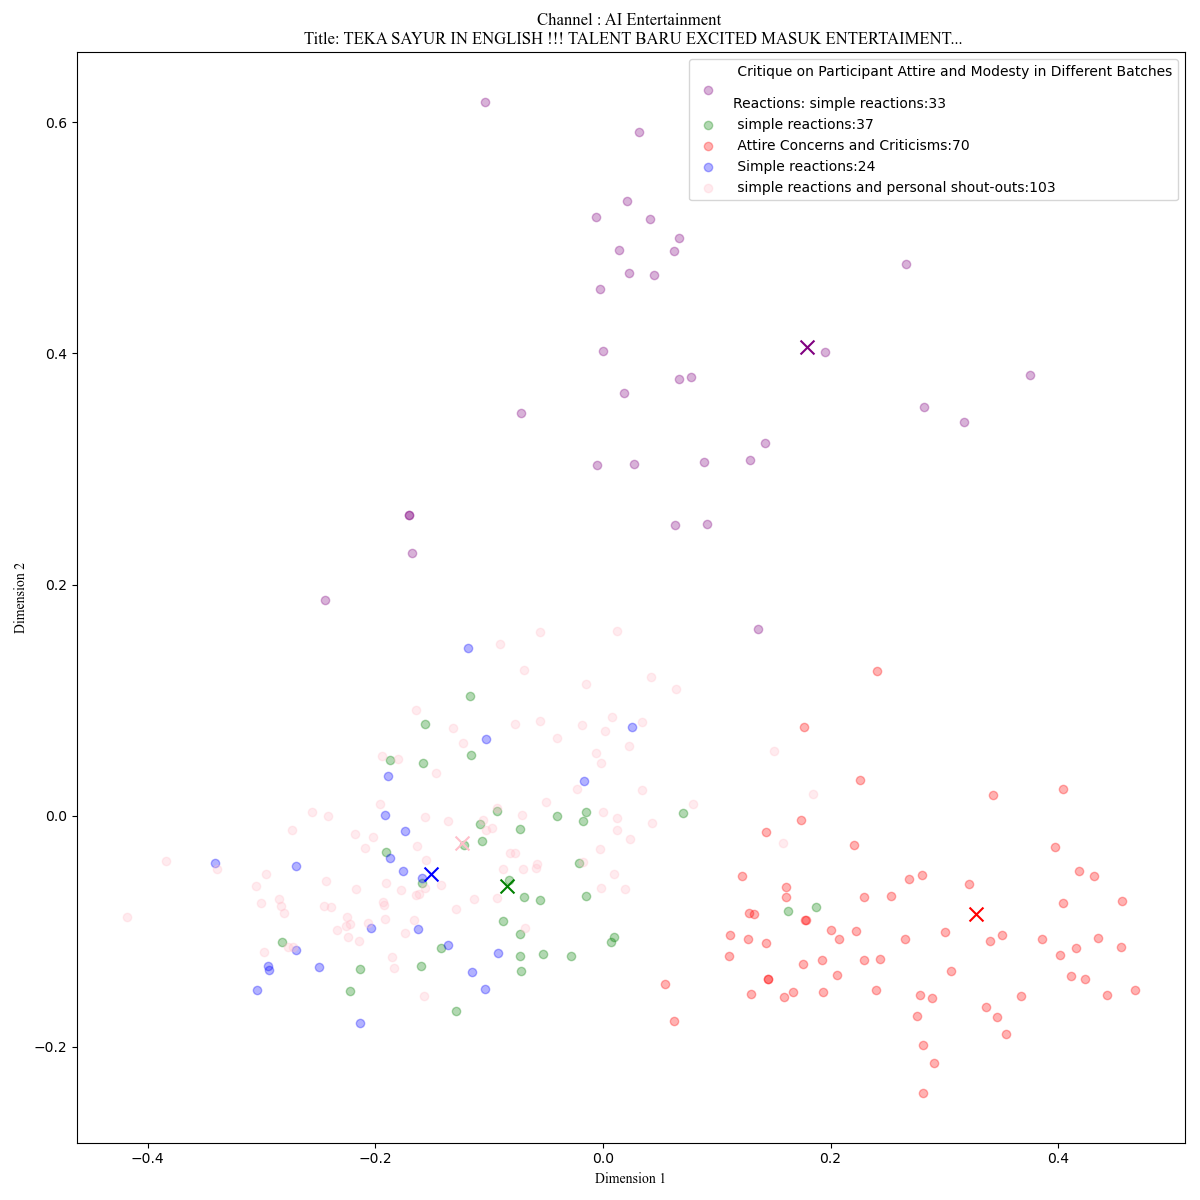 Channel : AI Entertainment
Title: TEKA SAYUR IN ENGLISH !!! TALENT BARU EXCITED MASUK ENTERTAIMENT...
Critique on Participant Attire and Modesty in Different Batches
Reactions: simple reactions:33
simple reactions:37
Attire Concerns and Criticisms:70
Simple reactions:24
simple reactions and personal shout-outs:103
0.6
0.4
0.2
0.0
−0.2
Dimension 2
−0.4
−0.2
0.0
0.2
0.4
Dimension 1